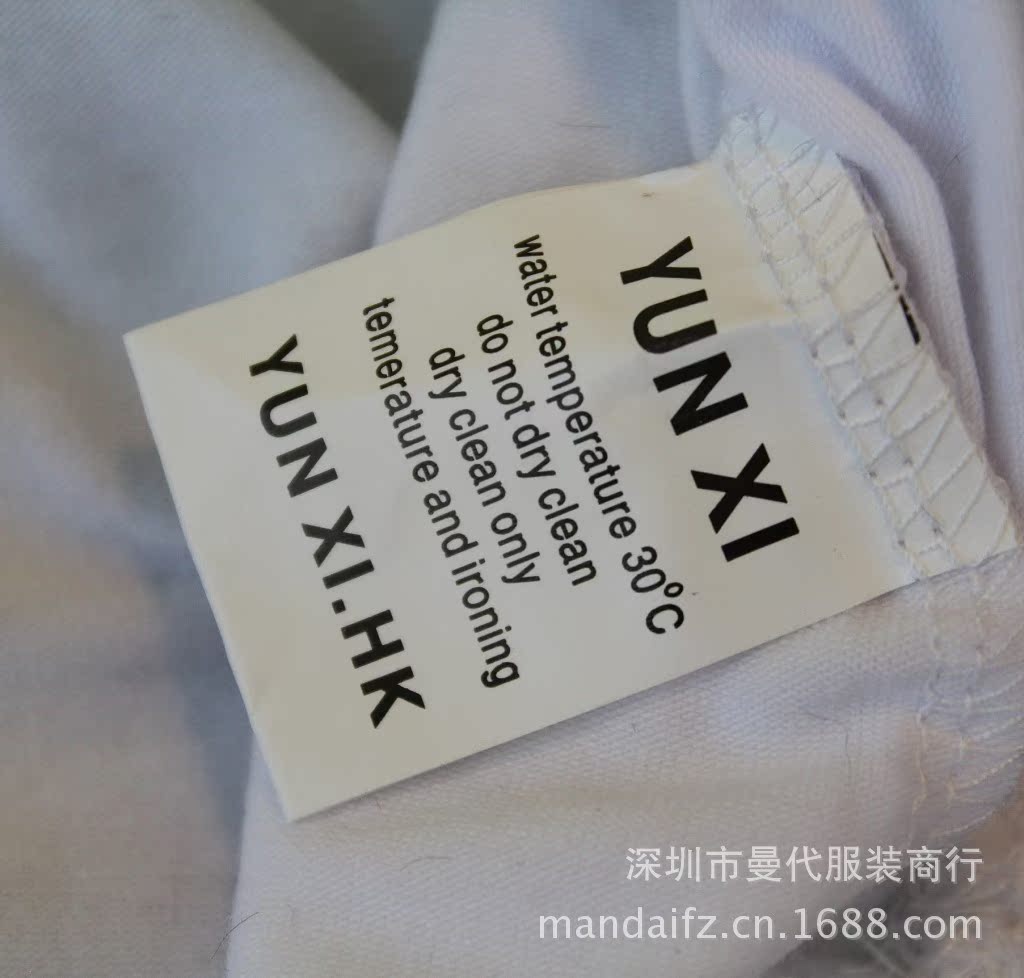 YUN XI
water temperature 30°C
do not dry clean
dry clean only
temerature and ironing
YUN XI.HK
深圳市曼代服装商行
mandaifz.cn.1688.com